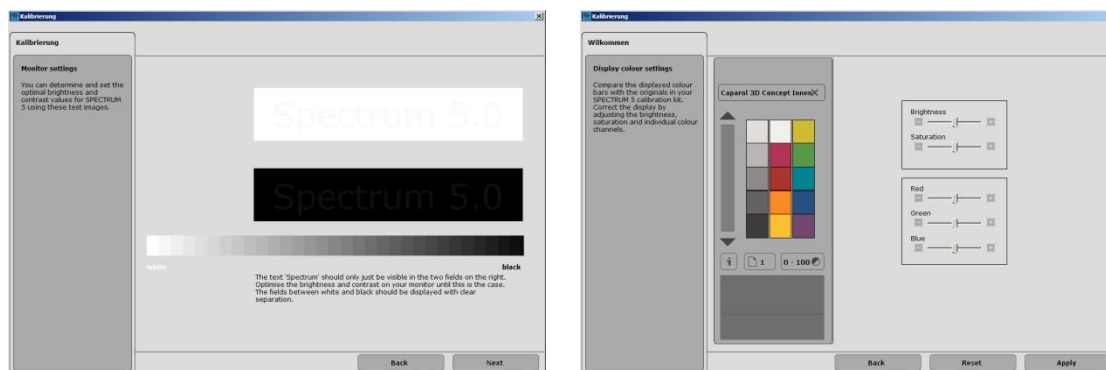 Kalibrierung
Kalibrierung
Monitor settings
You can determine and set the
optimal brightness and
contrast values for SPECTRUM
5 using these test images.
Spectrum 5.0
Spectrum 5.0
white
black
The text 'Spectrum' should only just be visible in the two fields on the right.
Optimise the brightness and contrast on your monitor until this is the case.
The fields between white and black should be displayed with clear
separation.
Back
Next
Kalibrierung
Wilkommen
Display colour settings
Compare the displayed colour
bars with the originals in your
SPECTRUM 5 calibration kit.
Correct the display by
adjusting the brightness,
saturation and individual colour
channels.
Caparol 3D Concept Innen
1
0 - 100
Brightness
Saturation
Red
Green
Blue
Back
Reset
Apply